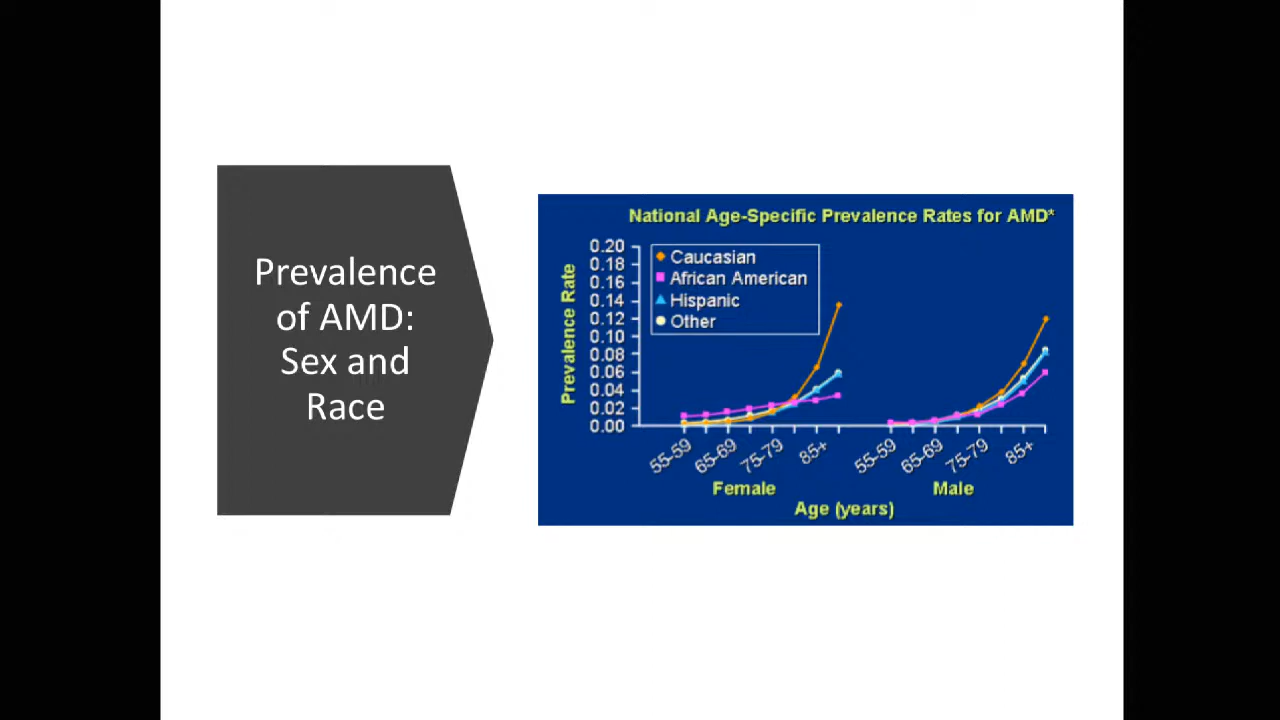 Prevalence
of AMD:
Sex and
Race
National Age-Specific Prevalence Rates for AMD*
Prevalence Rate
0.20
0.18
0.16
0.14
0.12
0.10
0.08
0.06
0.04
0.02
0.00
Caucasian
African American
Hispanic
Other
55-59 65-69 75-79 85+ 55-59 65-69 75-79 85+
Female Male
Age (years)